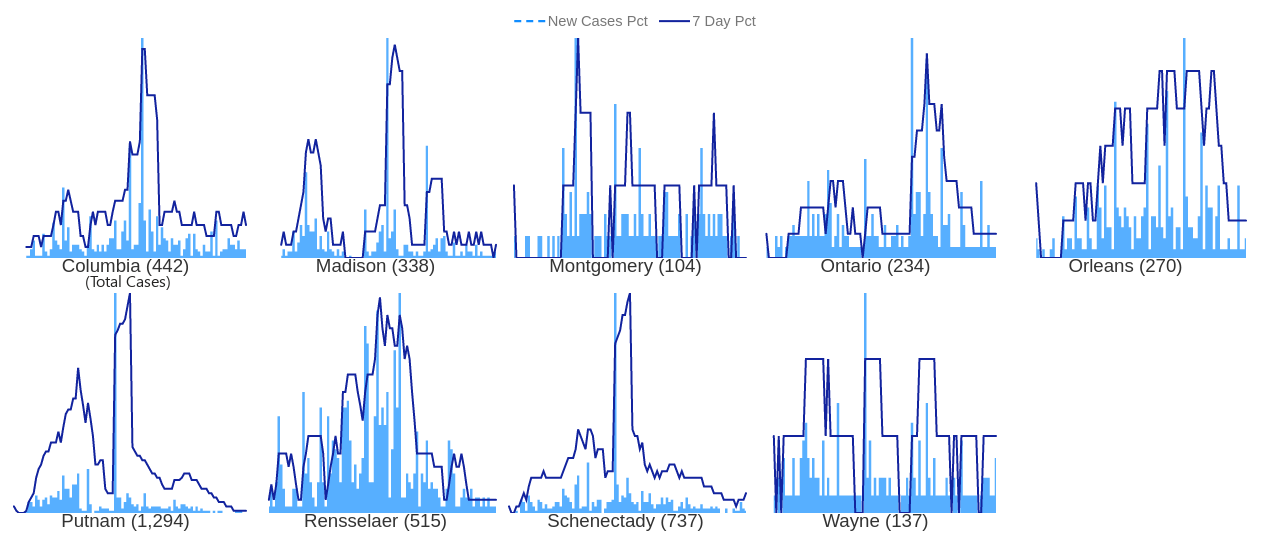 New Cases Pct 7 Day Pct
Columbia (442) Madison (338) Montgomery (104) Ontario (234) Orleans (270)
(Total Cases)
Putnam (1,294) Rensselaer (515) Schenectady (737) Wayne (137)